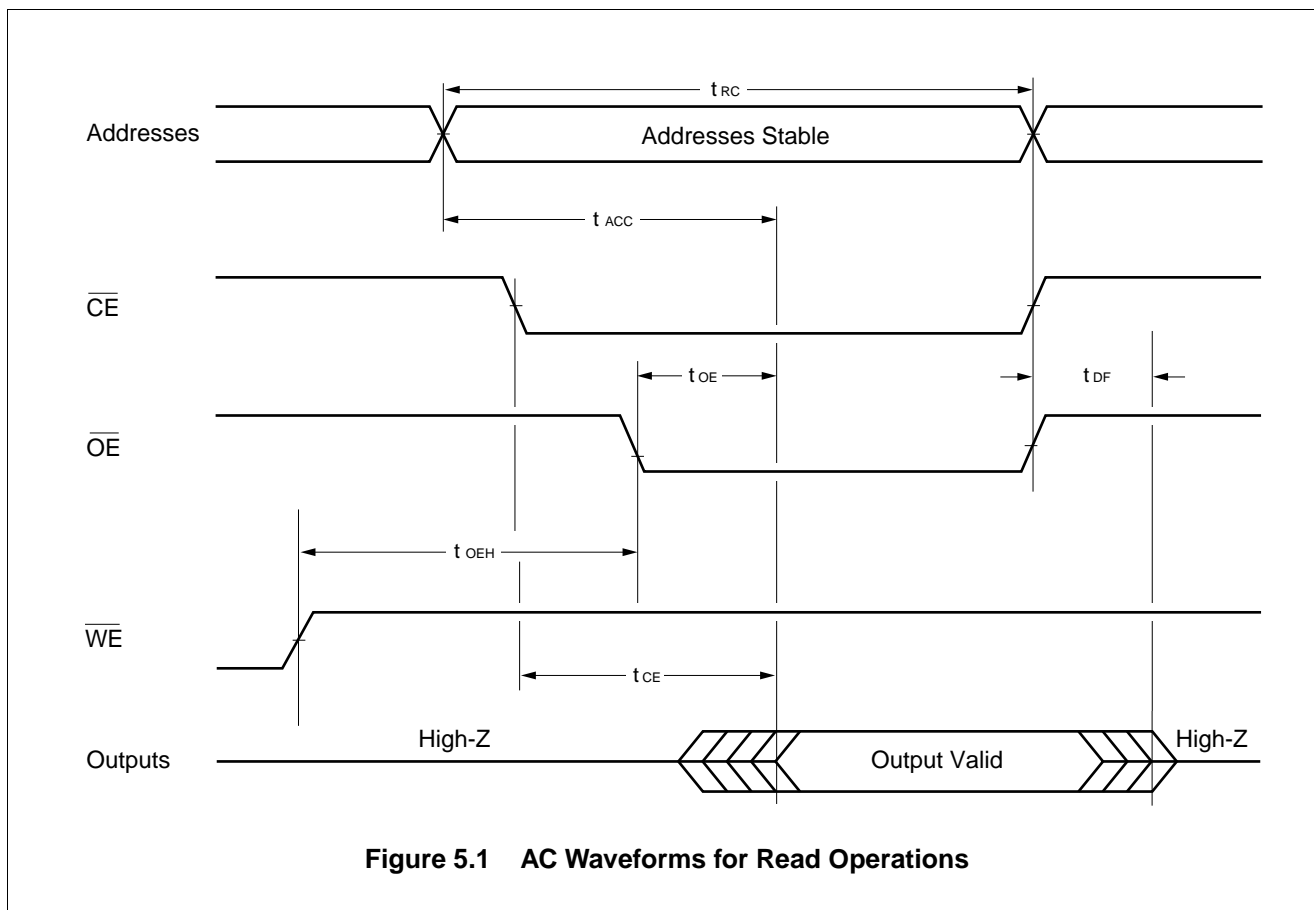 t RC
Addresses
Addresses Stable
t ACC
CE
t OE
t DF
OE
t OEH
WE
t CE
High-Z
High-Z
Outputs
Output Valid
Figure 5.1 AC Waveforms for Read Operations